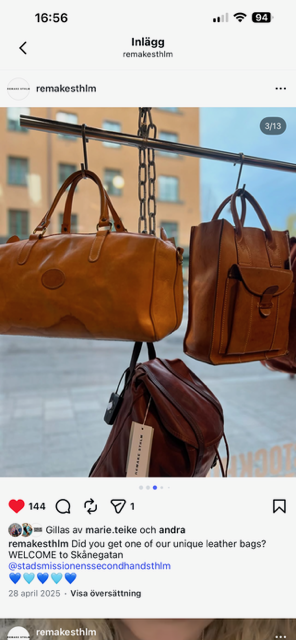 16:56
94
Inlägg
remakesthlm
remakesthlm
3/13
144
1
Gillas av marie.teike och andra
remakesthlm Did you get one of our unique leather bags?
WELCOME to Skånegatan
@stadsmissionenssecondhandsthlm
28 april 2025 · Visa översättning